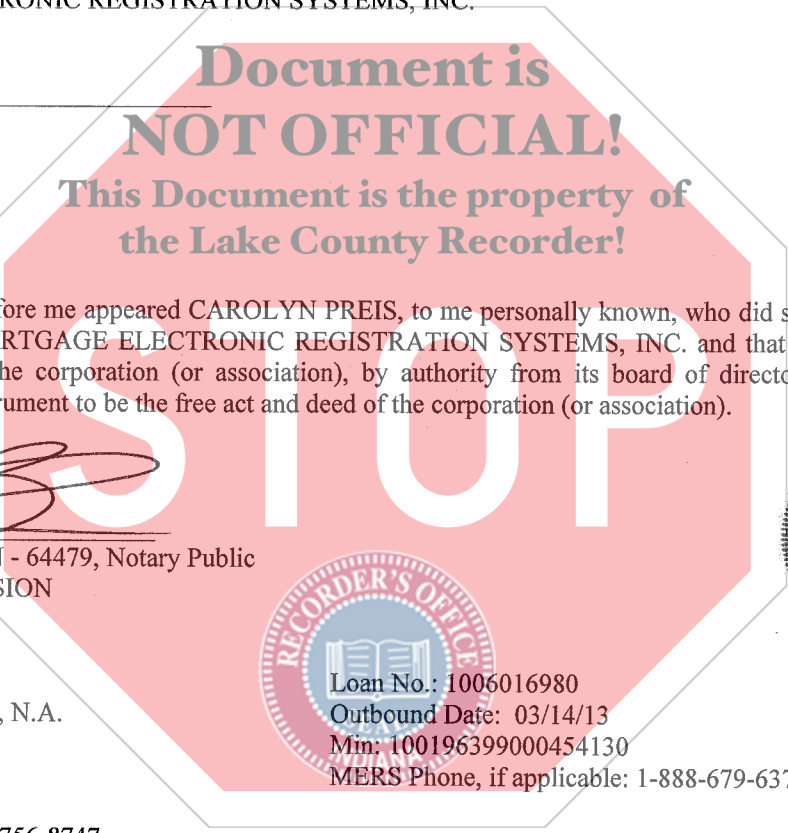 RONIC REGISTRATION SYSTEMS, INC.
Document is
NOT OFFICIAL!
This Document is the property of
the Lake County Recorder!
fore me appeared CAROLYN PREIS, to me personally known, who did s
RTGAGE ELECTRONIC REGISTRATION SYSTEMS, INC. and that
he corporation (or association), by authority from its board of directo
rument to be the free act and deed of the corporation (or association).
STOP
- 64479, Notary Public
SION
RECORDER'S OFFICE
SEAL
INDIANA
, N.A.
Loan No.: 1006016980
Outbound Date: 03/14/13
Min: 100196399000454130
MERS Phone, if applicable: 1-888-679-637
756-8747